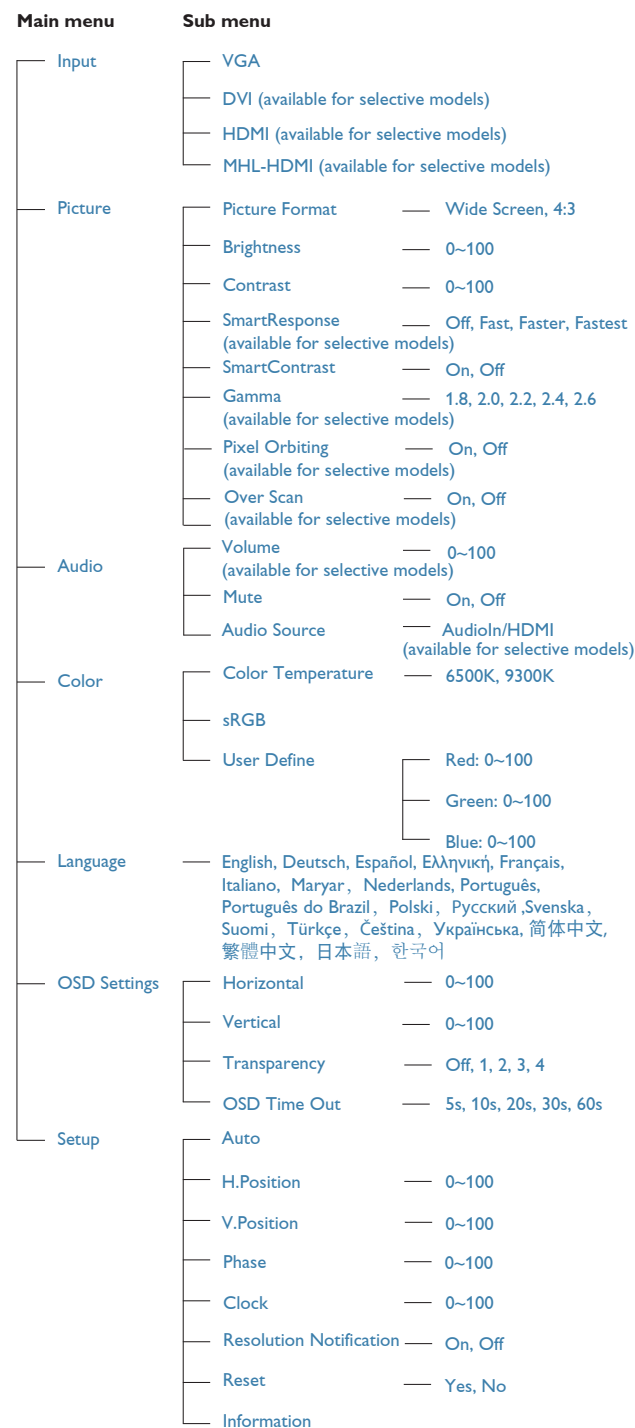 Main menu Sub menu
Input VGA
DVI (available for selective models)
HDMI (available for selective models)
MHL-HDMI (available for selective models)
Picture Picture Format Wide Screen, 4:3
Brightness 0~100
Contrast 0~100
SmartResponse Off, Fast, Faster, Fastest
(available for selective models)
SmartContrast On, Off
Gamma 1.8, 2.0, 2.2, 2.4, 2.6
(available for selective models)
Pixel Orbiting On, Off
(available for selective models)
Over Scan On, Off
(available for selective models)
Audio Volume 0~100
(available for selective models)
Mute On, Off
Audio Source AudioIn/HDMI
(available for selective models)
Color Color Temperature 6500K, 9300K
sRGB
User Define Red: 0~100
Green: 0~100
Blue: 0~100
Language English, Deutsch, Español, Ελληνική, Français,
Italiano, Maryar, Nederlands, Português,
Português do Brazil, Polski, Русский ,Svenska,
Suomi, Türkçe, Čeština, Українська, 简体中文,
繁體中文, 日本語, 한국어
OSD Settings Horizontal 0~100
Vertical 0~100
Transparency Off, 1, 2, 3, 4
OSD Time Out 5s, 10s, 20s, 30s, 60s
Setup Auto
H.Position 0~100
V.Position 0~100
Phase 0~100
Clock 0~100
Resolution Notification On, Off
Reset Yes, No
Information